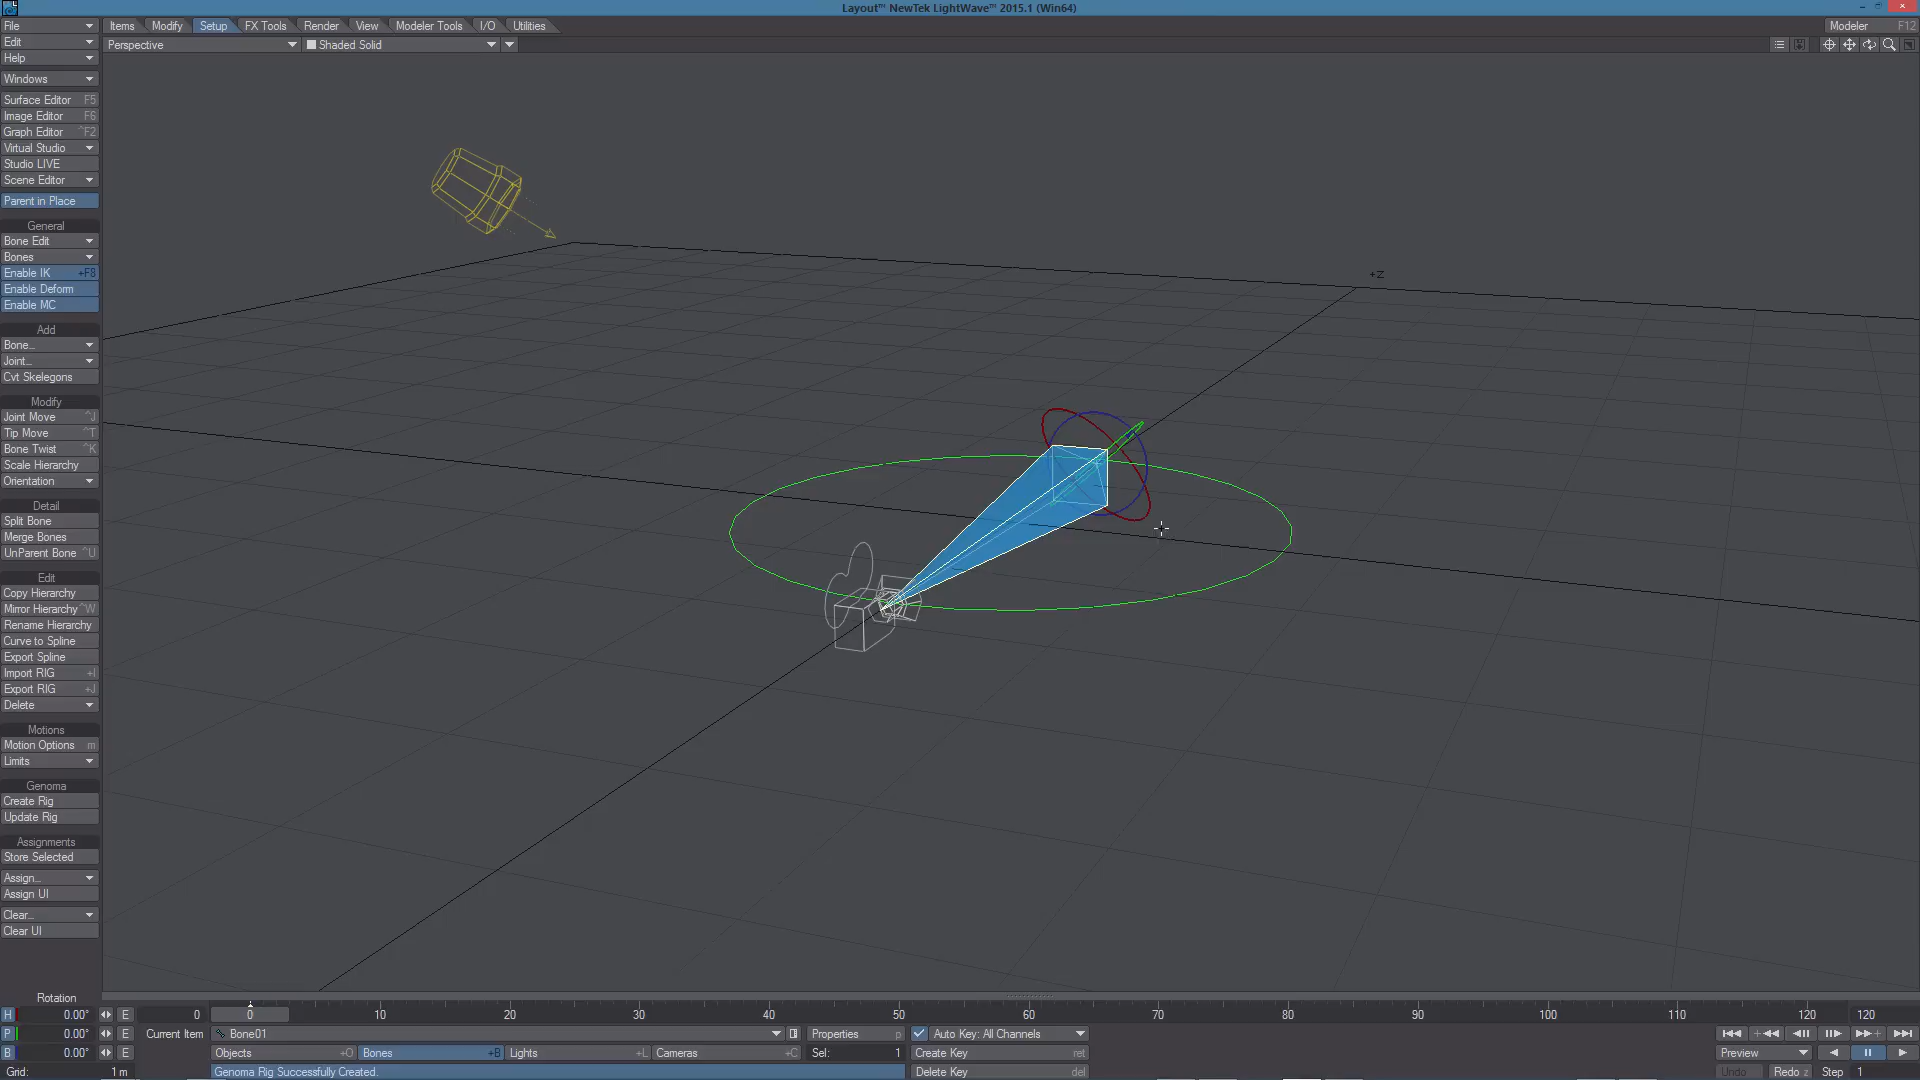 Layout™ NewTek LightWave™ 2015.1 (Win64)
File Items Modify Setup FX Tools Render View Modeler Tools I/O Utilities Modeler F12
Edit Perspective Shaded Solid
Help
Windows
Surface Editor F5
Image Editor F6
Graph Editor ^F2
Virtual Studio
Studio LIVE
Scene Editor
Parent in Place
General
Bone Edit
Bones
Enable IK +F8
Enable Deform
Enable MC
Add
Bone...
Joint...
Cvt Skelegons
Modify
Joint Move ^J
Tip Move ^T
Bone Twist ^K
Scale Hierarchy
Orientation
Detail
Split Bone
Merge Bones
UnParent Bone ^U
Edit
Copy Hierarchy
Mirror Hierarchy ^W
Rename Hierarchy
Curve to Spline
Export Spline
Import RIG +I
Export RIG +J
Delete
Motions
Motion Options m
Limits
Genoma
Create Rig
Update Rig
Assignments
Store Selected
Assign...
Assign UI
Clear...
Clear UI
+Z
Rotation
H 0.00° E 0 0 10 20 30 40 50 60 70 80 90 100 110 120 120
P 0.00° E Current Item Bone01 Properties p Auto Key: All Channels
B 0.00° E Objects +O Bones +B Lights +L Cameras +C Sel: 1 Create Key ret Preview
Grid: 1 m Genoma Rig Successfully Created. Delete Key del Undo Redo z Step 1